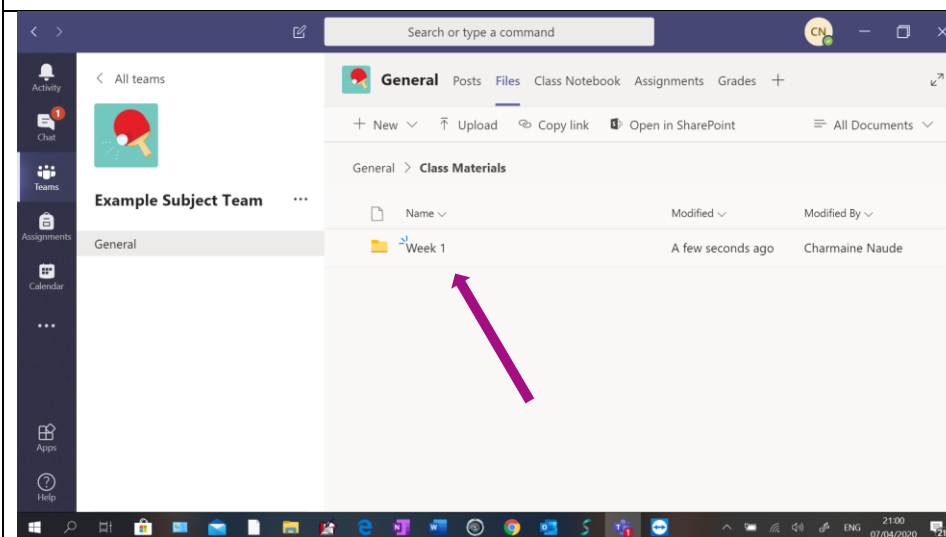 Search or type a command
CN
Activity
1
Chat
Teams
Assignments
Calendar
Apps
Help
All teams
Example Subject Team
General
General Posts Files Class Notebook Assignments Grades
New Upload Copy link Open in SharePoint All Documents
General > Class Materials
Name Modified Modified By
Week 1 A few seconds ago Charmaine Naude
ENG
21:00
07/04/2020